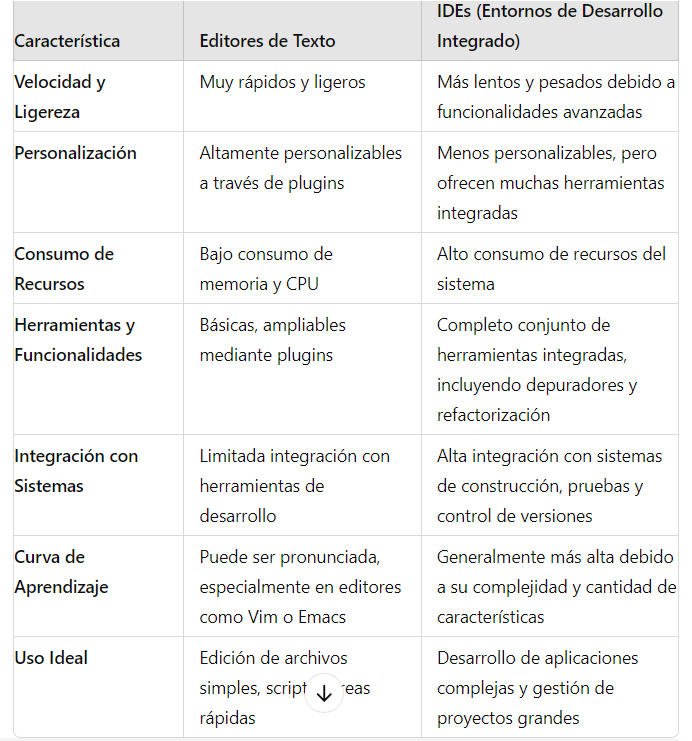 IDEs (Entornos de Desarrollo
Característica
Editores de Texto
Integrado)
Velocidad y
Ligereza
Muy rápidos y ligeros
Más lentos y pesados debido a
funcionalidades avanzadas
Personalización
Altamente personalizables
a través de plugins
Menos personalizables, pero
ofrecen muchas herramientas
integradas
Consumo de
Recursos
Bajo consumo de
memoria y CPU
Alto consumo de recursos del
sistema
Herramientas y
Funcionalidades
Básicas, ampliables
mediante plugins
Completo conjunto de
herramientas integradas,
incluyendo depuradores y
refactorización
Integración con
Sistemas
Limitada integración con
herramientas de
desarrollo
Alta integración con sistemas
de construcción, pruebas y
control de versiones
Curva de
Aprendizaje
Puede ser pronunciada,
especialmente en editores
como Vim o Emacs
Generalmente más alta debido
a su complejidad y cantidad de
características
Uso Ideal
Edición de archivos
simples,
rápidas
Desarrollo de aplicaciones
complejas y gestión de
proyectos grandes